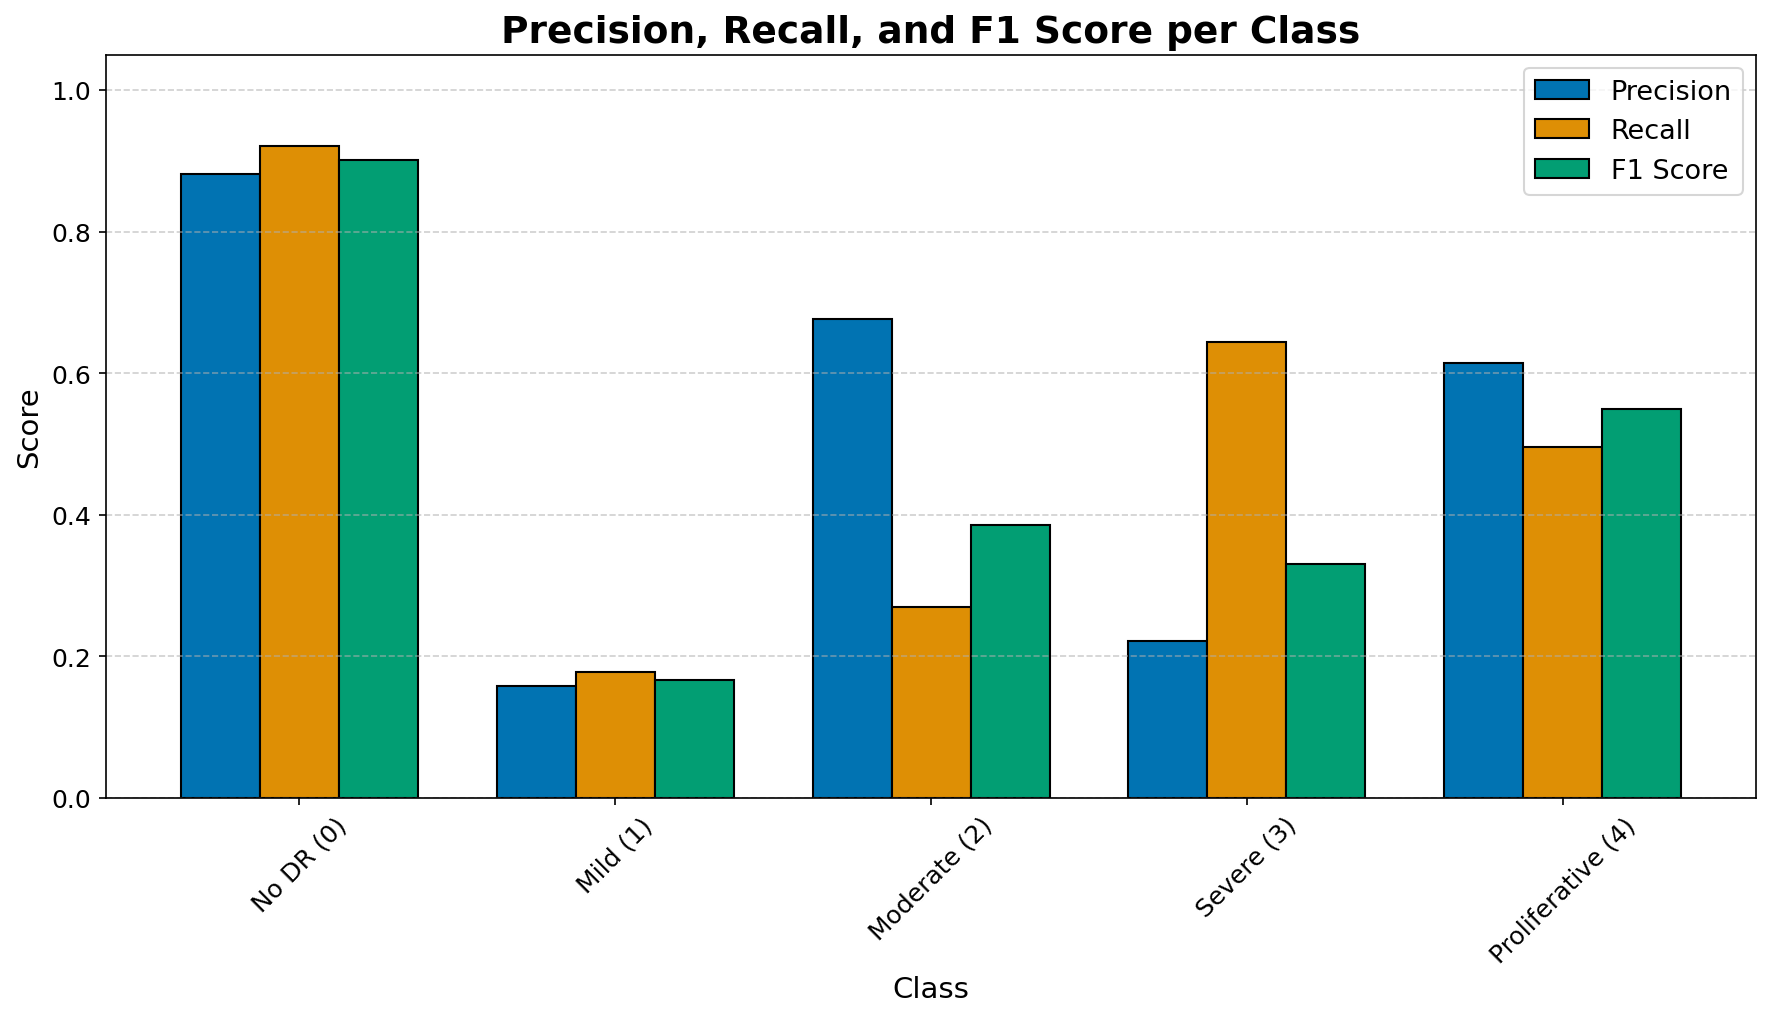 Precision, Recall, and F1 Score per Class
Precision
Recall
F1 Score
Score
1.0
0.8
0.6
0.4
0.2
0.0
No DR (0)
Mild (1)
Moderate (2)
Severe (3)
Proliferative (4)
Class